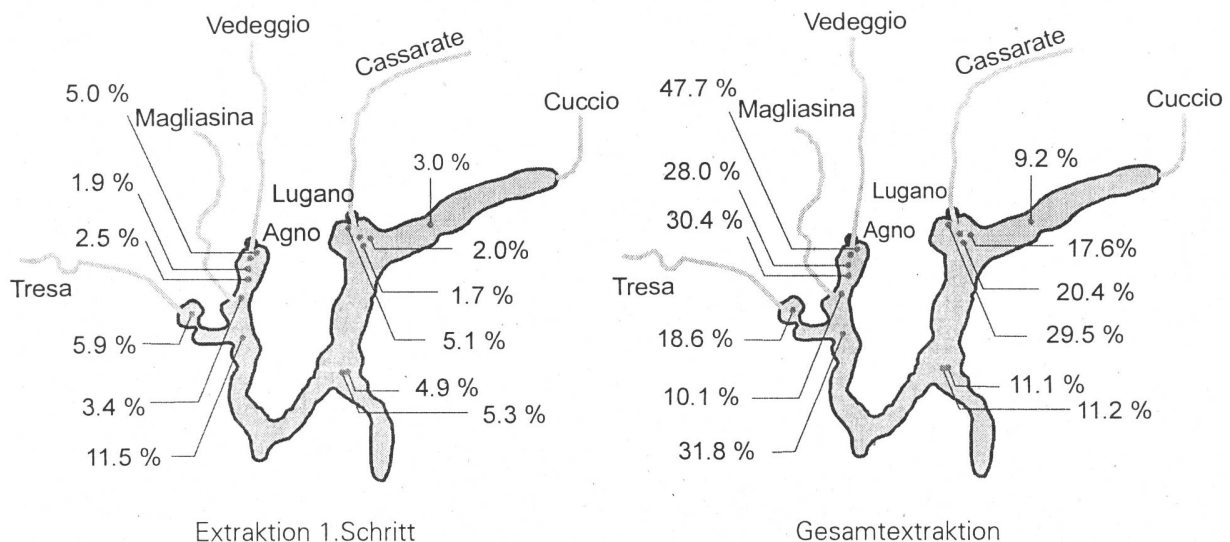 Vedeggio
Cassarate
5.0 %
Magliasina
Cuccio
3.0 %
1.9 %
Lugano
Agno
2.5 %
2.0%
Tresa
1.7 %
5.9 %
5.1 %
4.9 %
3.4 %
5.3 %
11.5 %
Extraktion 1.Schritt
Vedeggio
Cassarate
47.7 %
Magliasina
Cuccio
9.2 %
28.0 %
Lugano
30.4 %
Agno
17.6%
Tresa
20.4 %
18.6 %
29.5 %
11.1 %
10.1 %
11.2 %
31.8 %
Gesamtextraktion